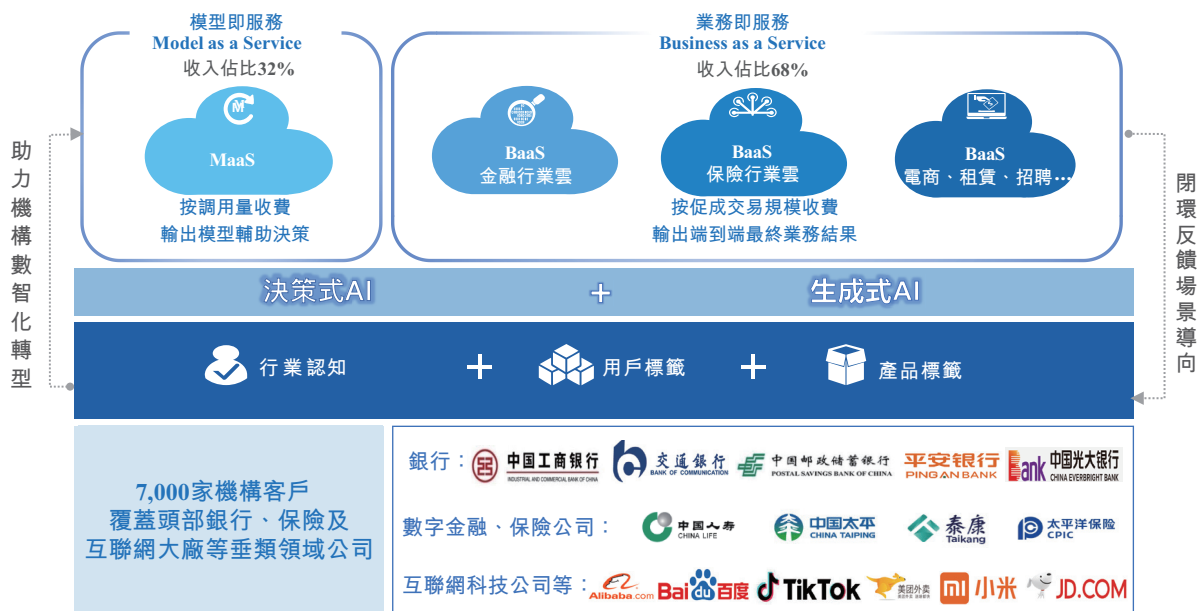 模型即服務
Model as a Service
收入佔比32%
M
MaaS
按調用量收費
輸出模型輔助決策
業務即服務
Business as a Service
收入佔比68%
BaaS
金融行業雲
BaaS
保險行業雲
BaaS
電商、租賃、招聘...
按促成交易規模收費
輸出端到端最終業務結果
助力機構數智化轉型
閉環反饋場景導向
決策式AI + 生成式AI
行業認知 + 用戶標籤 + 產品標籤
7,000家機構客戶
覆蓋頭部銀行、保險及
互聯網大廠等垂類領域公司
銀行：
中国工商银行
INDUSTRIAL AND COMMERCIAL BANK OF CHINA
交通銀行
BANK OF COMMUNICATION
中国邮政储蓄银行
POSTAL SAVINGS BANK OF CHINA
平安银行
PINGAN BANK
Bank
中国光大银行
CHINA EVERBRIGHT BANK
數字金融、保險公司：
中国人寿
CHINA LIFE
中国太平
CHINA TAIPING
泰康
Taikang
太平洋保险
CPIC
互聯網科技公司等：
Alibaba.com
Bai du 百度
TikTok
美团外卖
mi 小米
JD.COM